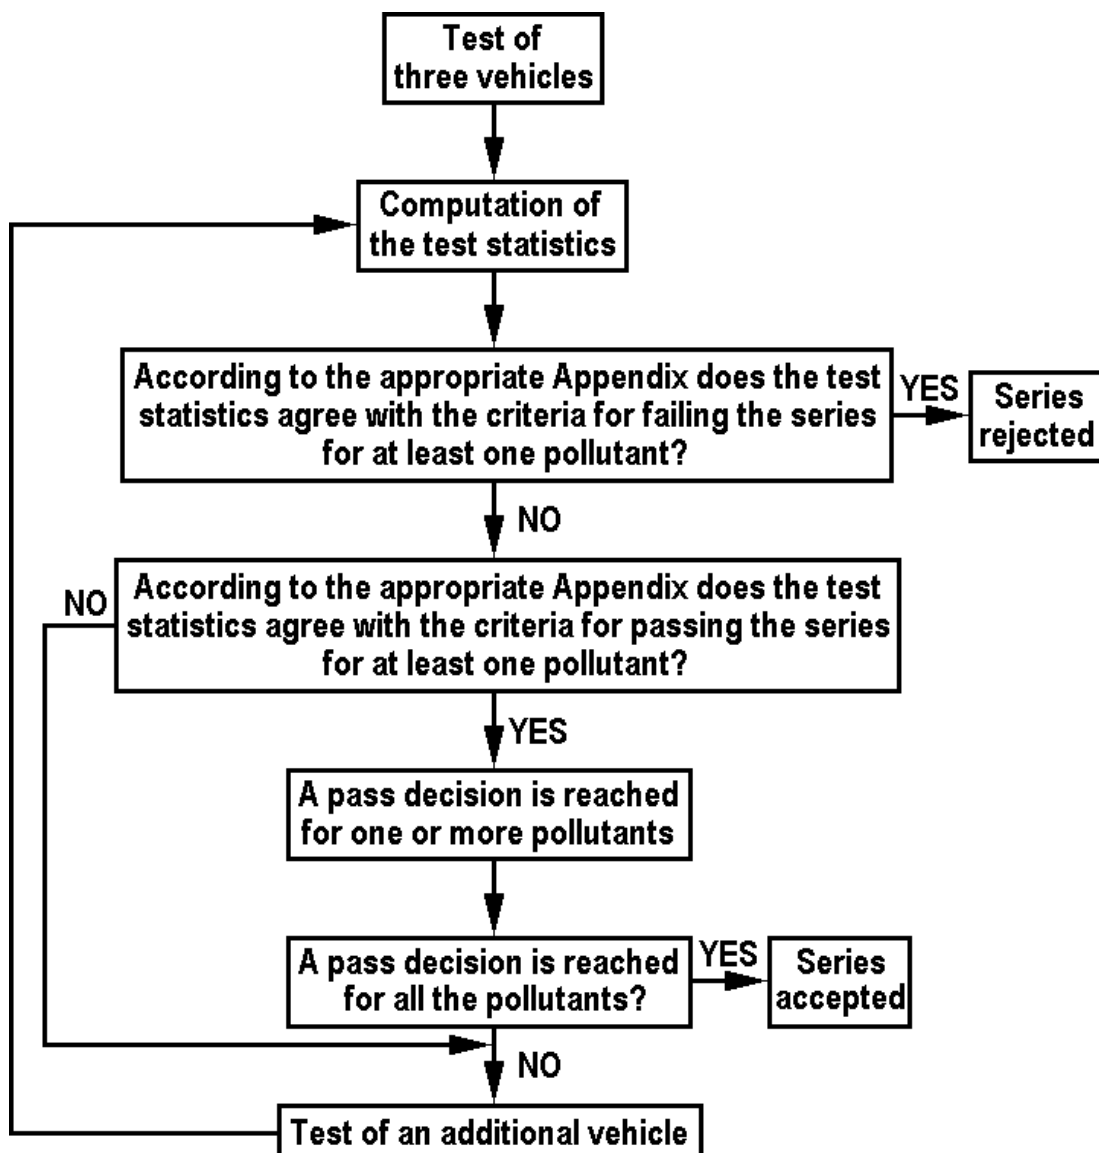 Test of
three vehicles
Computation of
the test statistics
According to the appropriate Appendix does the test
statistics agree with the criteria for failing the series
for at least one pollutant?
YES
Series
rejected
NO
According to the appropriate Appendix does the test
statistics agree with the criteria for passing the series
for at least one pollutant?
NO
YES
A pass decision is reached
for one or more pollutants
A pass decision is reached
for all the pollutants?
YES
Series
accepted
NO
Test of an additional vehicle